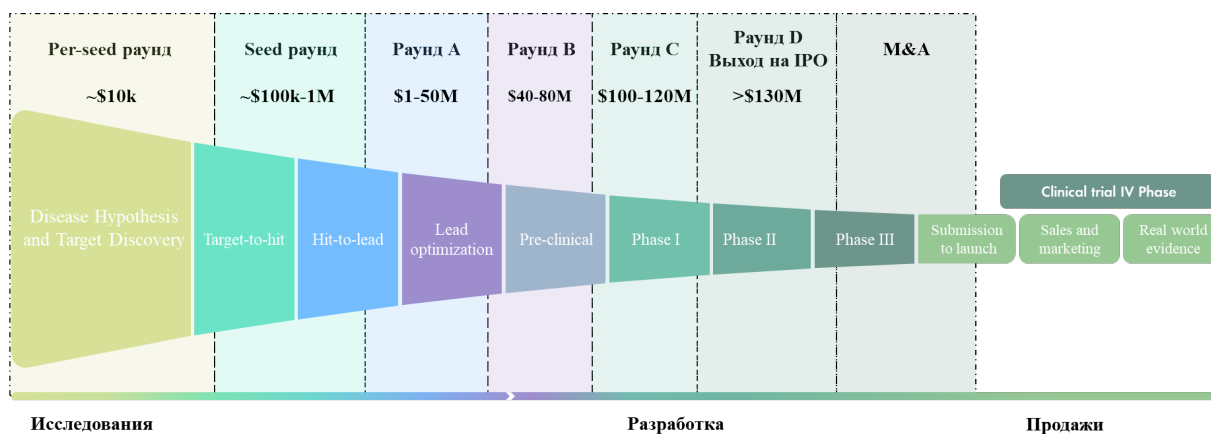 Per-seed раунд
~$10k
Seed раунд
~$100k-1M
Раунд A
$1-50M
Раунд B
$40-80M
Раунд C
$100-120M
Раунд D
Выход на IPO
>$130M
M&A
Disease Hypothesis
and Target Discovery
Target-to-hit
Hit-to-lead
Lead
optimization
Pre-clinical
Phase I
Phase II
Phase III
Clinical trial IV Phase
Submission
to launch
Sales and
marketing
Real world
evidence
Исследования
Разработка
Продажи